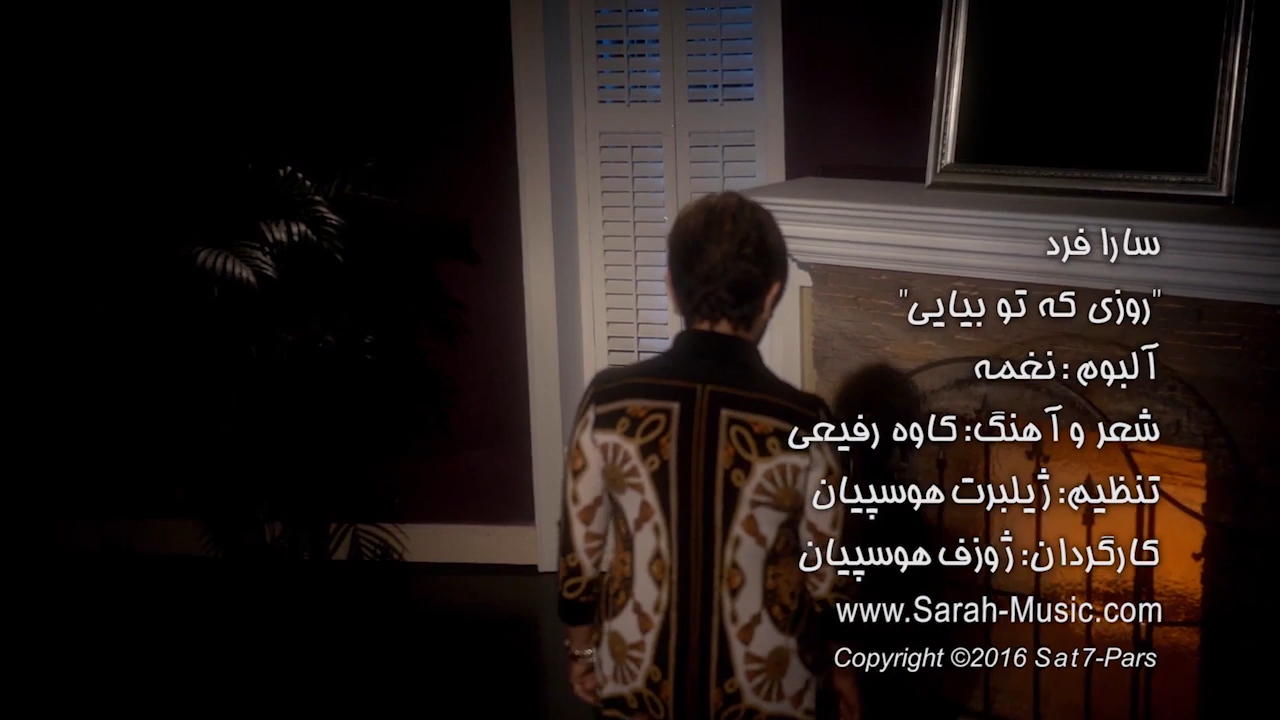 سارا فرد
"روزی که تو بیایی"
آلبوم : نغمه
شعر و آهنگ: کاوه رفیعی
تنظیم: ژیلبرت هوسپیان
کارگردان: ژوزف هوسپیان
www.Sarah-Music.com
Copyright ©2016 Sat7-Pars